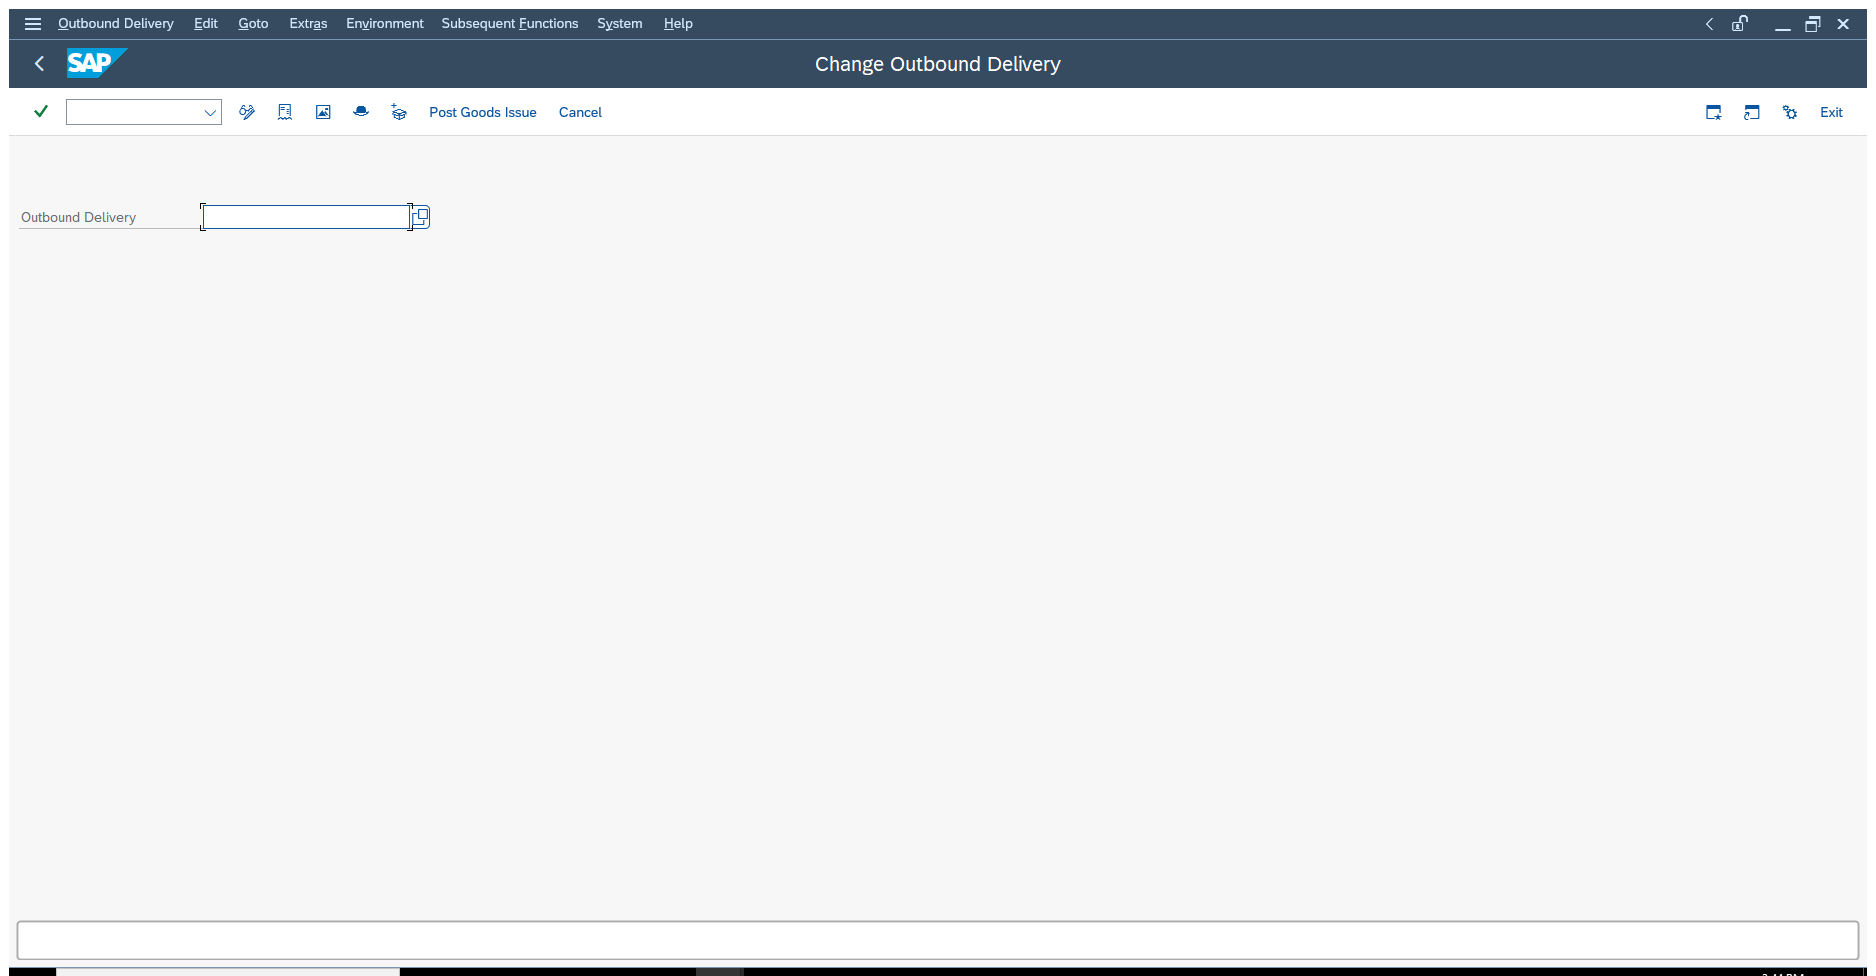 Outbound Delivery Edit Goto Extras Environment Subsequent Functions System Help
SAP Change Outbound Delivery
Post Goods Issue Cancel Exit
Outbound Delivery